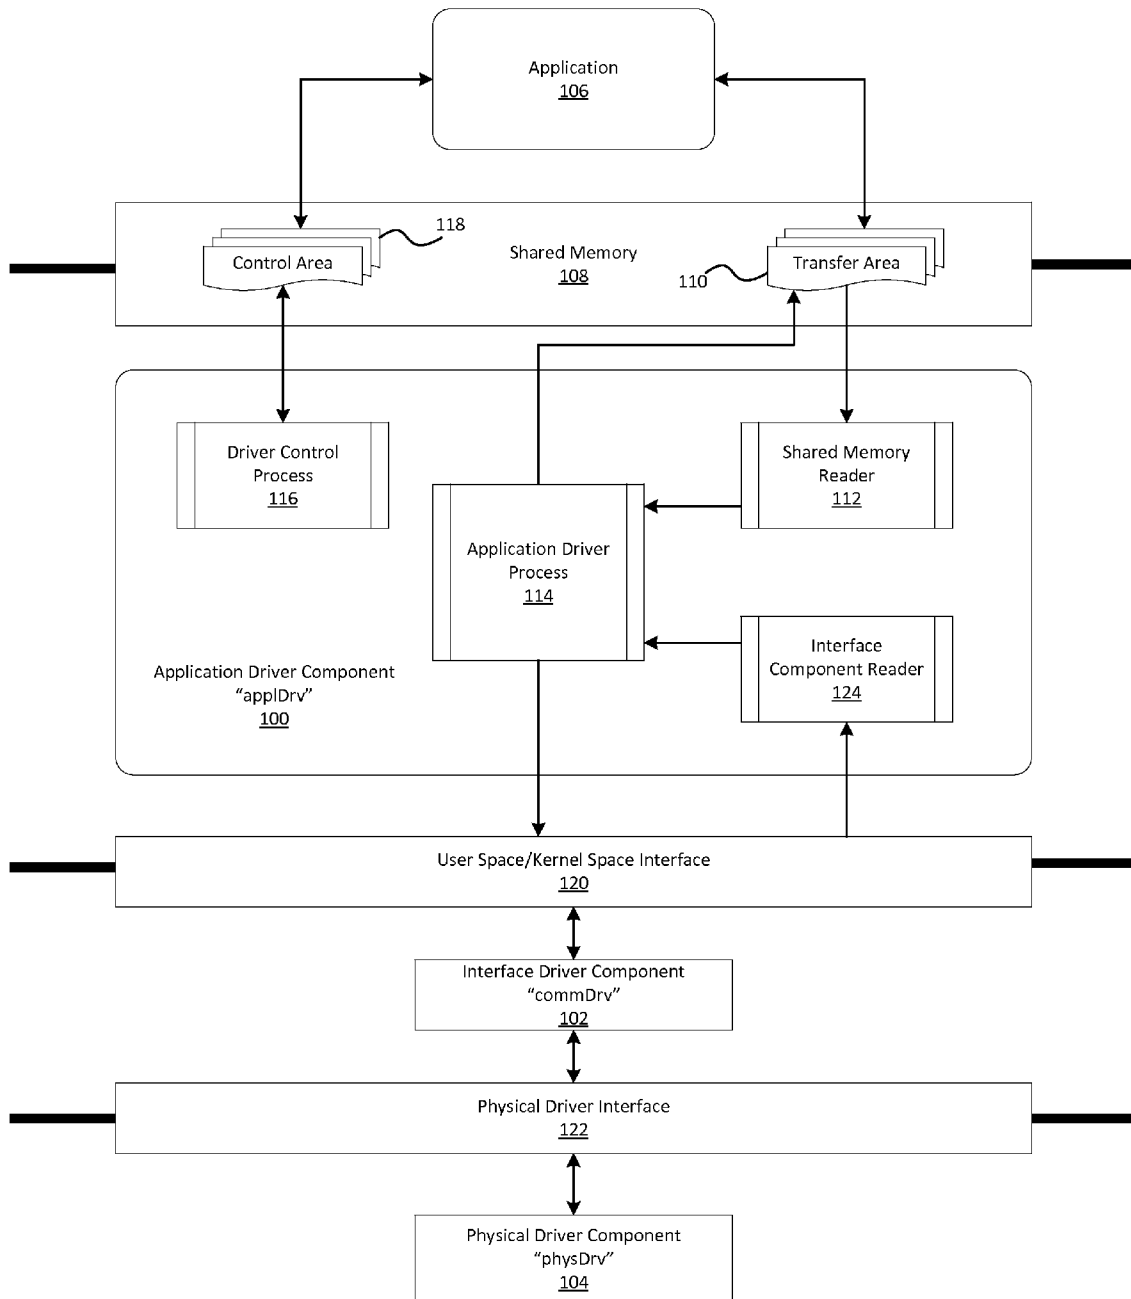 Application
106
118
Control Area
Shared Memory
108
110
Transfer Area
Driver Control
Process
116
Shared Memory
Reader
112
Application Driver
Process
114
Interface
Component Reader
124
Application Driver Component
“applDrv”
100
User Space/Kernel Space Interface
120
Interface Driver Component
“commDrv”
102
Physical Driver Interface
122
Physical Driver Component
“physDrv”
104